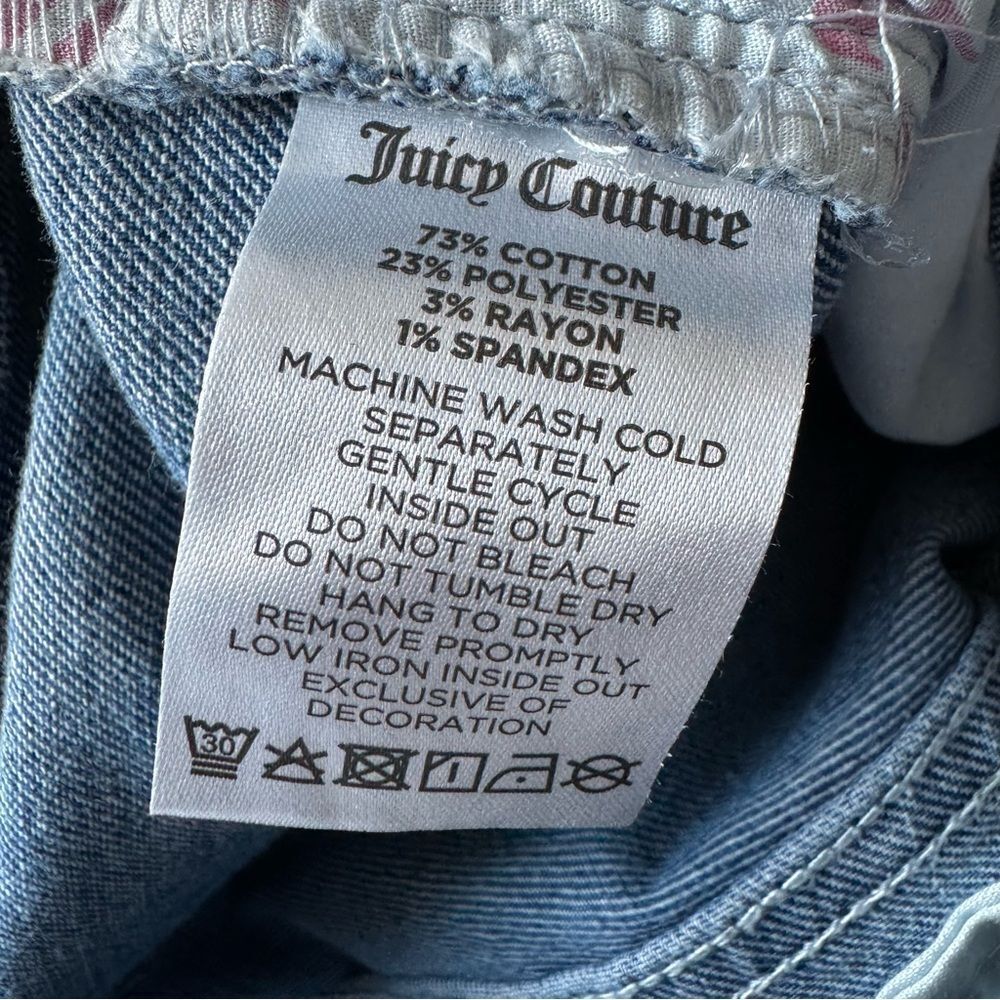 Juicy Couture
73% COTTON
23% POLYESTER
3% RAYON
1% SPANDEX
MACHINE WASH COLD
SEPARATELY
GENTLE CYCLE
INSIDE OUT
DO NOT BLEACH
DO NOT TUMBLE DRY
HANG TO DRY
REMOVE PROMPTLY
LOW IRON INSIDE OUT
EXCLUSIVE OF
DECORATION
30